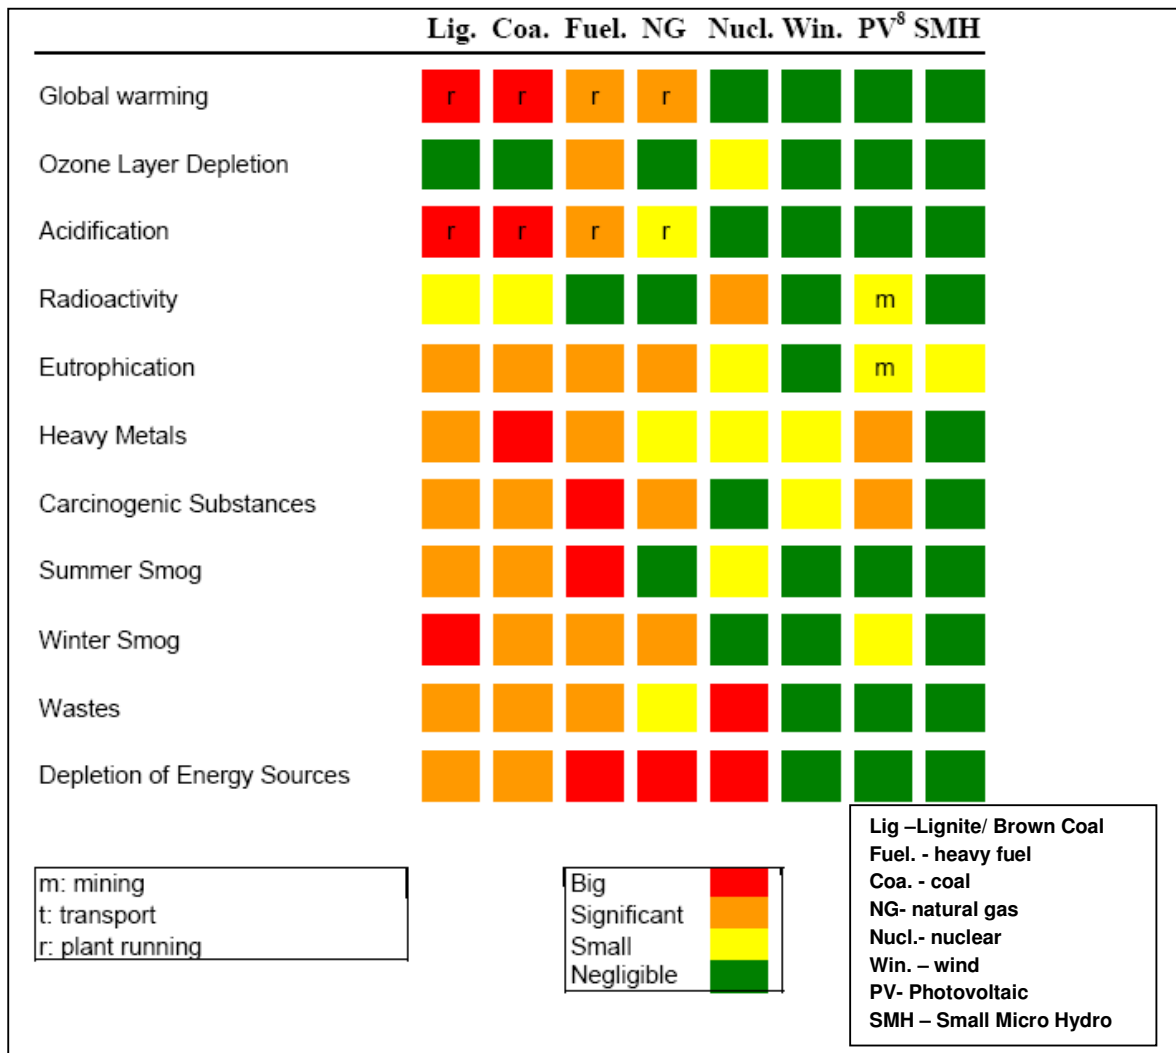 Lig. Coa. Fuel. NG Nucl. Win. PV8 SMH
Global warming r r r r
Ozone Layer Depletion
Acidification r r r r
Radioactivity m
Eutrophication m
Heavy Metals
Carcinogenic Substances
Summer Smog
Winter Smog
Wastes
Depletion of Energy Sources
m: mining
t: transport
r: plant running
Big
Significant
Small
Negligible
Lig –Lignite/ Brown Coal
Fuel. - heavy fuel
Coa. - coal
NG- natural gas
Nucl.- nuclear
Win. – wind
PV- Photovoltaic
SMH – Small Micro Hydro